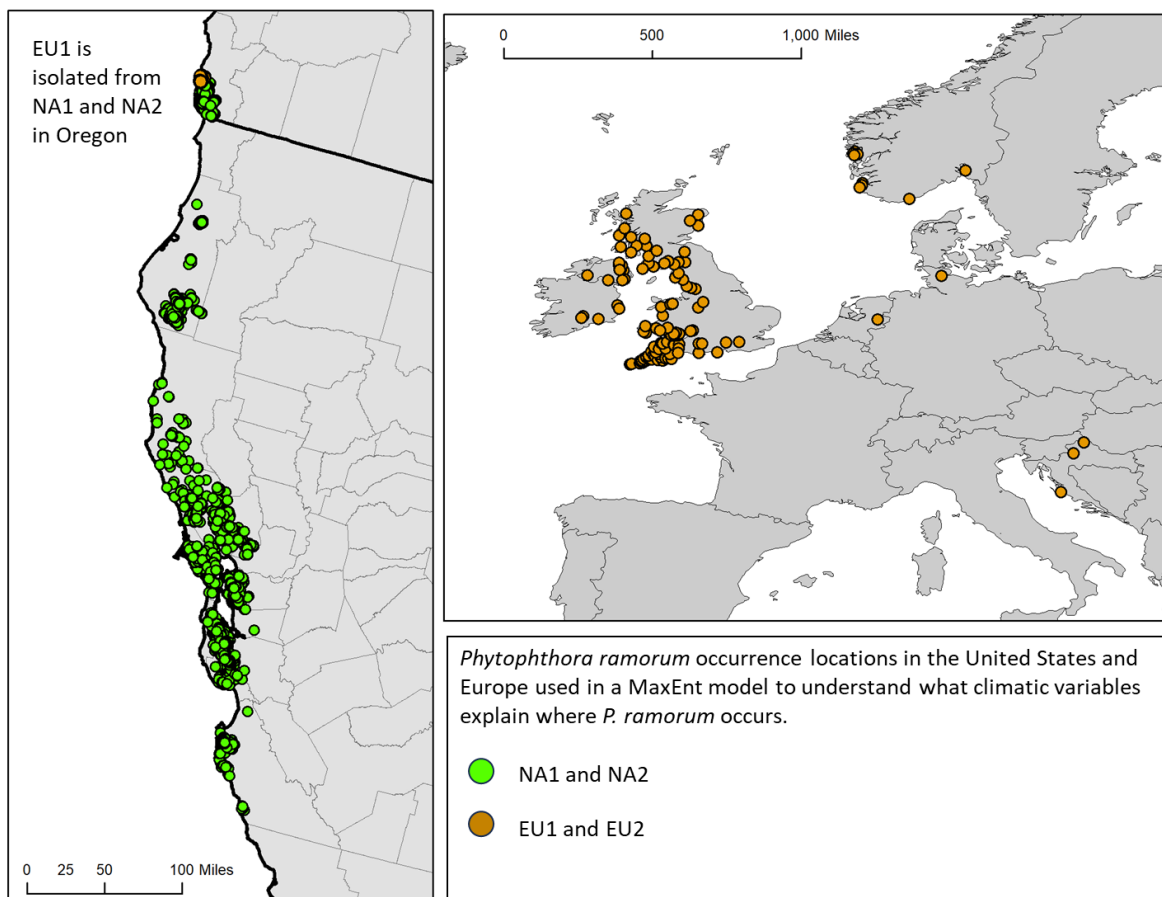 EU1 is
isolated from
NA1 and NA2
in Oregon
0 25 50 100 Miles
0 500 1,000 Miles
Phytophthora ramorum occurrence locations in the United States and
Europe used in a MaxEnt model to understand what climatic variables
explain where P. ramorum occurs.
NA1 and NA2
EU1 and EU2